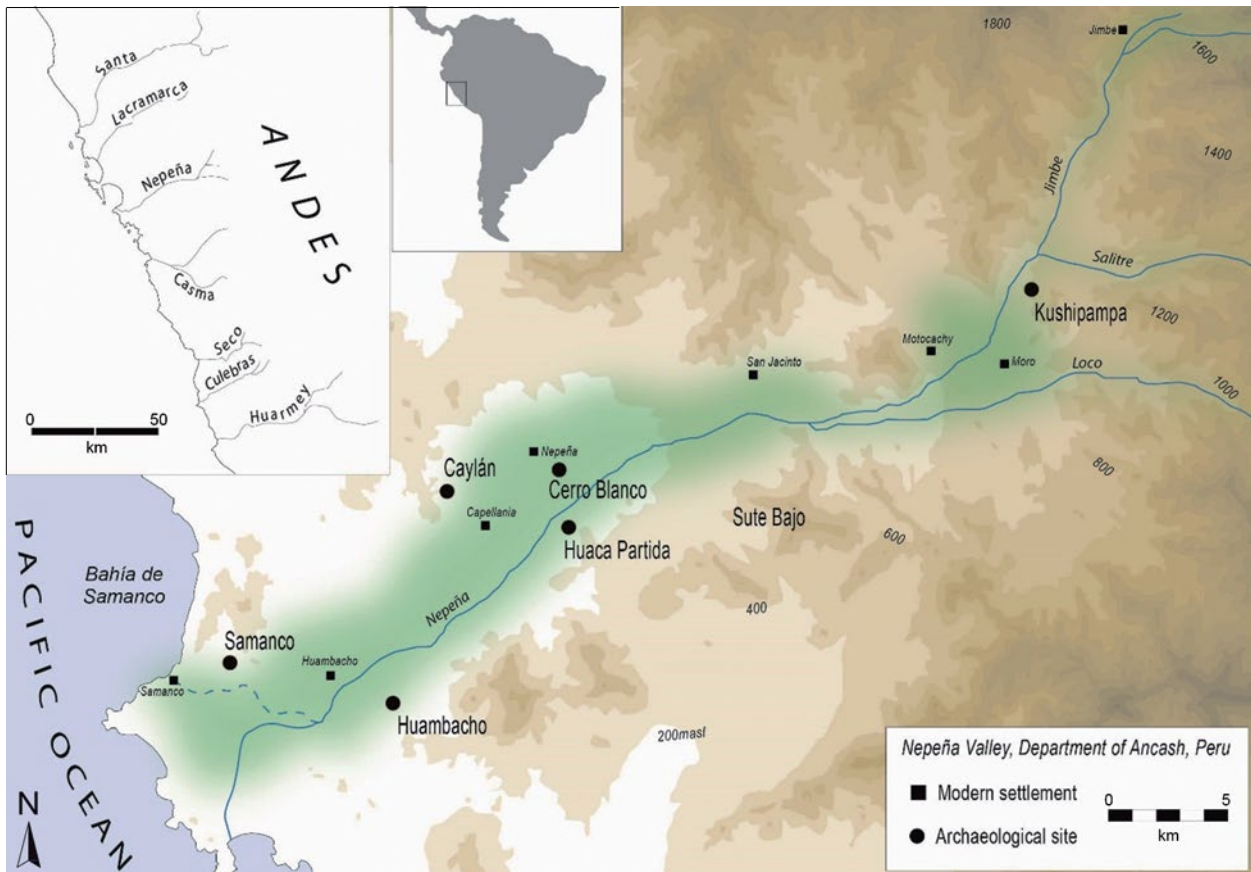 Santa
Lacramarca
Nepeña
Casma
Seco
Culebras
Huarmey
ANDES
0 50
km
1800
Jimbe
1600
1400
Jimbe
Salitre
Kushipampa
1200
Motocachy
Moro
Loco
1000
San Jacinto
800
Nepeña
Caylán
Cerro Blanco
Capellania
Sute Bajo
Huaca Partida
600
Bahía de
Samanco
Nepeña
400
Samanco
Huambacho
Samanco
Huambacho
200masl
PACIFIC OCEAN
N
Nepeña Valley, Department of Ancash, Peru
Modern settlement
Archaeological site
0 5
km